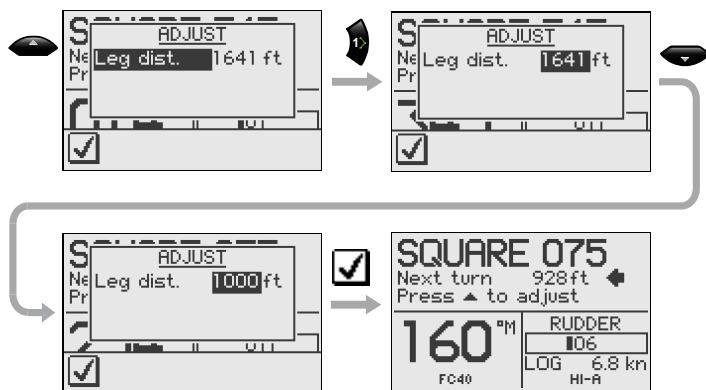 ADJUST
Leg dist. 1641 ft
1
ADJUST
Leg dist. 1641 ft
ADJUST
Leg dist. 1000 ft
SQUARE 075
Next turn 928ft
Press ▲ to adjust
160 °M
FC40
RUDDER
06
LOG 6.8 kn
HI-A